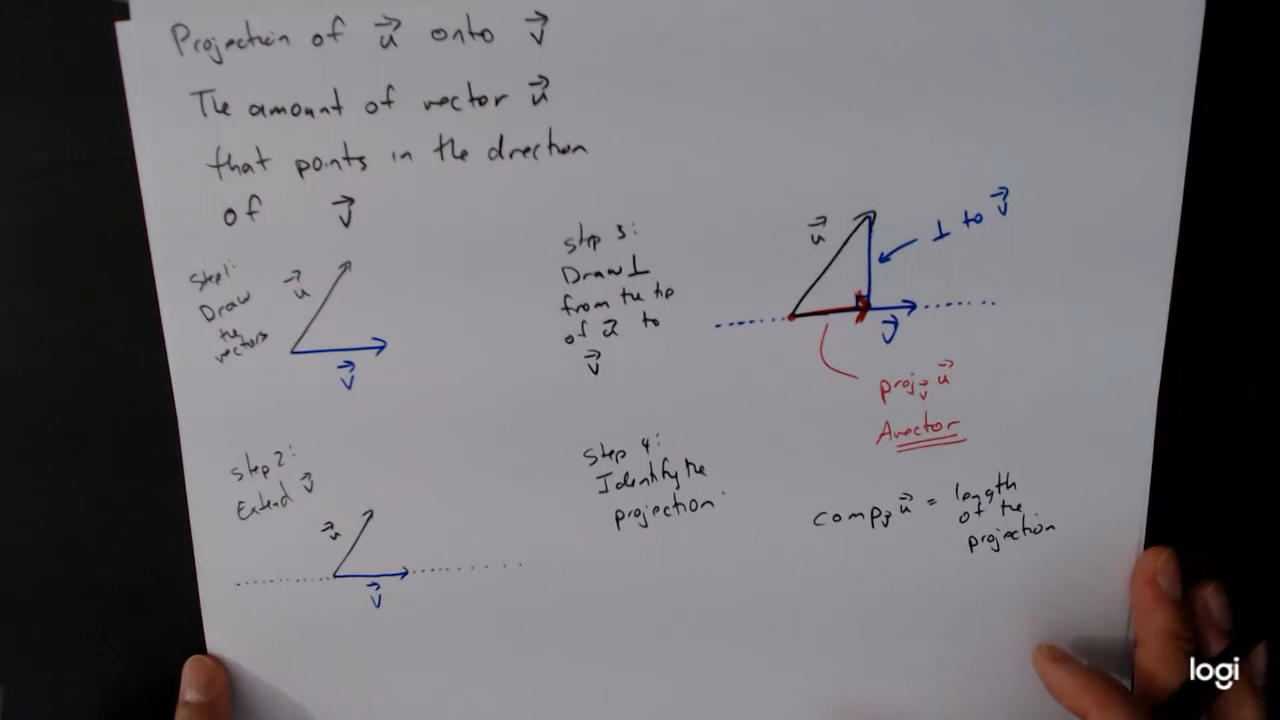 Projection of u⃗ onto v⃗
The amount of vector u⃗
that points in the direction
of v⃗
Step 1:
Draw
the
vectors
u⃗
v⃗
Step 2:
Extend v⃗
u⃗
v⃗
Step 3:
Draw ⊥
from the tip
of u⃗ to
v⃗
u⃗
⊥ to v⃗
v⃗
proj_v⃗ u⃗
A vector
Step 4:
Identify the
projection
comp_v⃗ u⃗ = length
of the
projection
logi